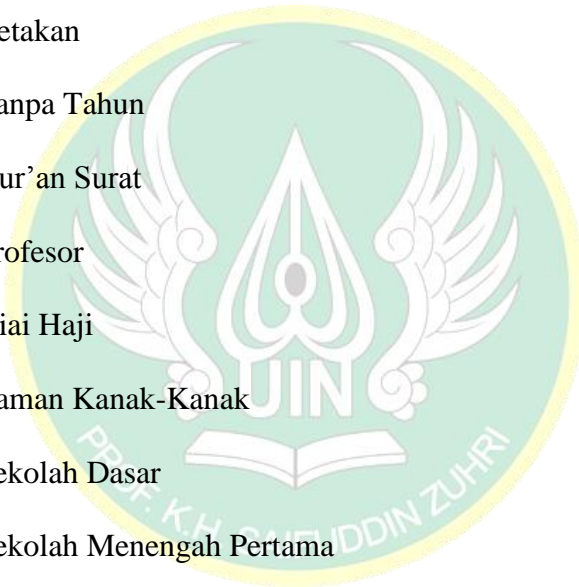 etakan
anpa Tahun
ur’an Surat
rofesor
iai Haji
aman Kanak-Kanak
UIN
ekolah Dasar
PROF. K.H. SAIFUDDIN ZUHRI
ekolah Menengah Pertama